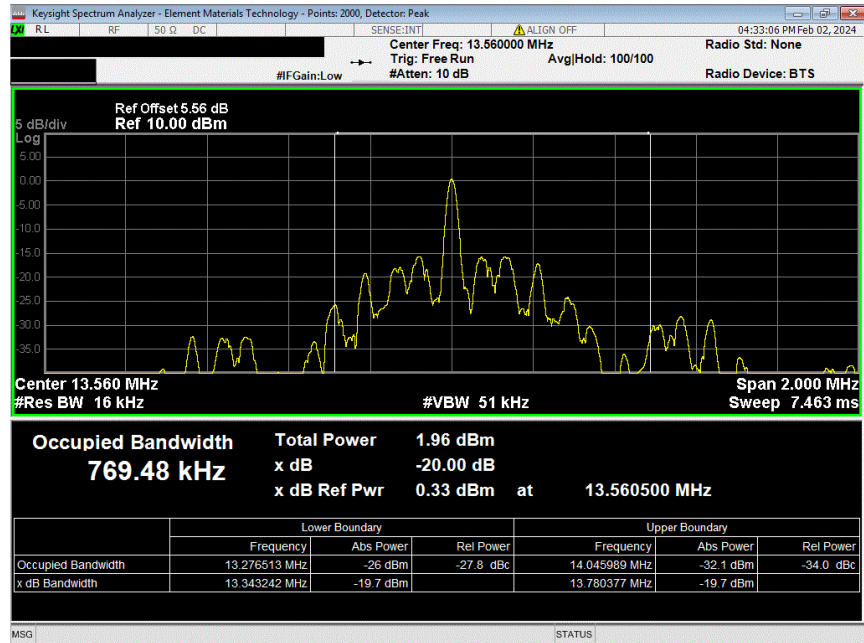 Keysight Spectrum Analyzer - Element Materials Technology - Points: 2000, Detector: Peak
LXI RL RF 50 Ω DC SENSE:INT ALIGN OFF 04:33:06 PM Feb 02, 2024
Center Freq: 13.560000 MHz Radio Std: None
Trig: Free Run Avg|Hold: 100/100
#IFGain:Low #Atten: 10 dB Radio Device: BTS
Ref Offset 5.56 dB
5 dB/div Ref 10.00 dBm
Log
5.00
0.00
-5.00
-10.0
-15.0
-20.0
-25.0
-30.0
-35.0
Center 13.560 MHz Span 2.000 MHz
#Res BW 16 kHz #VBW 51 kHz Sweep 7.463 ms
Occupied Bandwidth Total Power 1.96 dBm
769.48 kHz x dB -20.00 dB
x dB Ref Pwr 0.33 dBm at 13.560500 MHz
Lower Boundary Upper Boundary
Frequency Abs Power Rel Power Frequency Abs Power Rel Power
Occupied Bandwidth 13.276513 MHz -26 dBm -27.8 dBc 14.045989 MHz -32.1 dBm -34.0 dBc
x dB Bandwidth 13.343242 MHz -19.7 dBm 13.780377 MHz -19.7 dBm
MSG STATUS